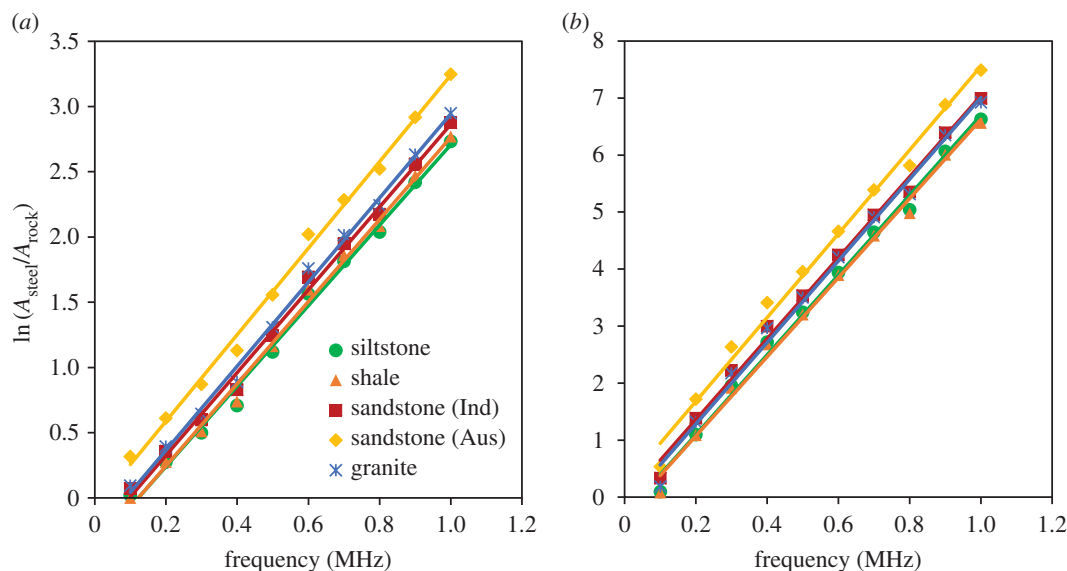 (a)
3.5
3.0
2.5
2.0
1.5
1.0
0.5
0
ln (A_steel/A_rock)
siltstone
shale
sandstone (Ind)
sandstone (Aus)
granite
0 0.2 0.4 0.6 0.8 1.0 1.2
frequency (MHz)
(b)
8
7
6
5
4
3
2
1
0
0 0.2 0.4 0.6 0.8 1.0 1.2
frequency (MHz)